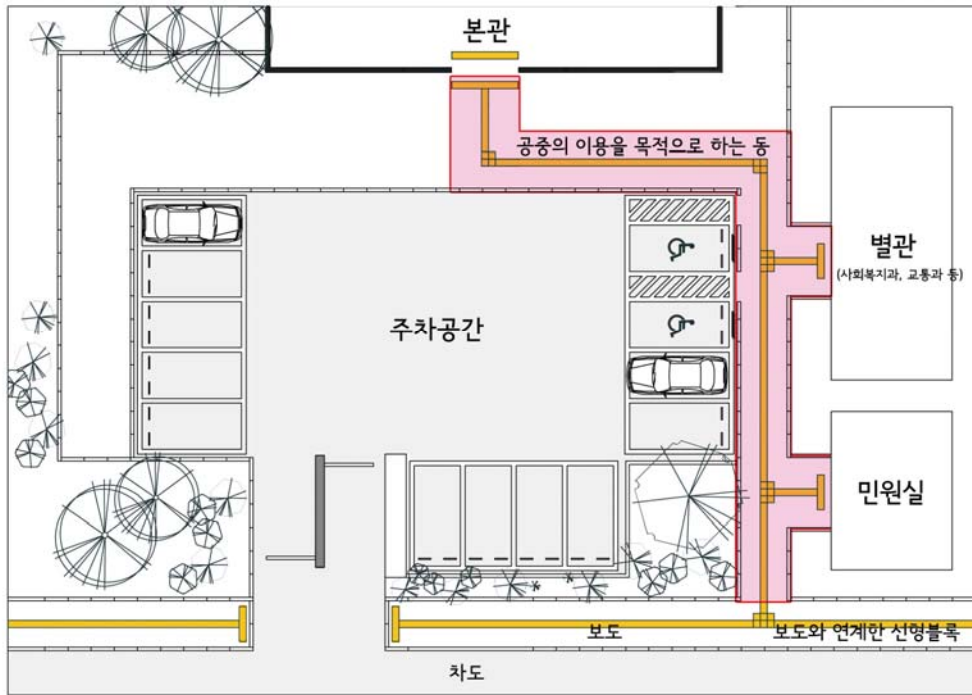 본관
공중의 이용을 목적으로 하는 동
별관
(사회복지과, 교통과 등)
주차공간
민원실
보도
보도와 연계한 선형블록
차도